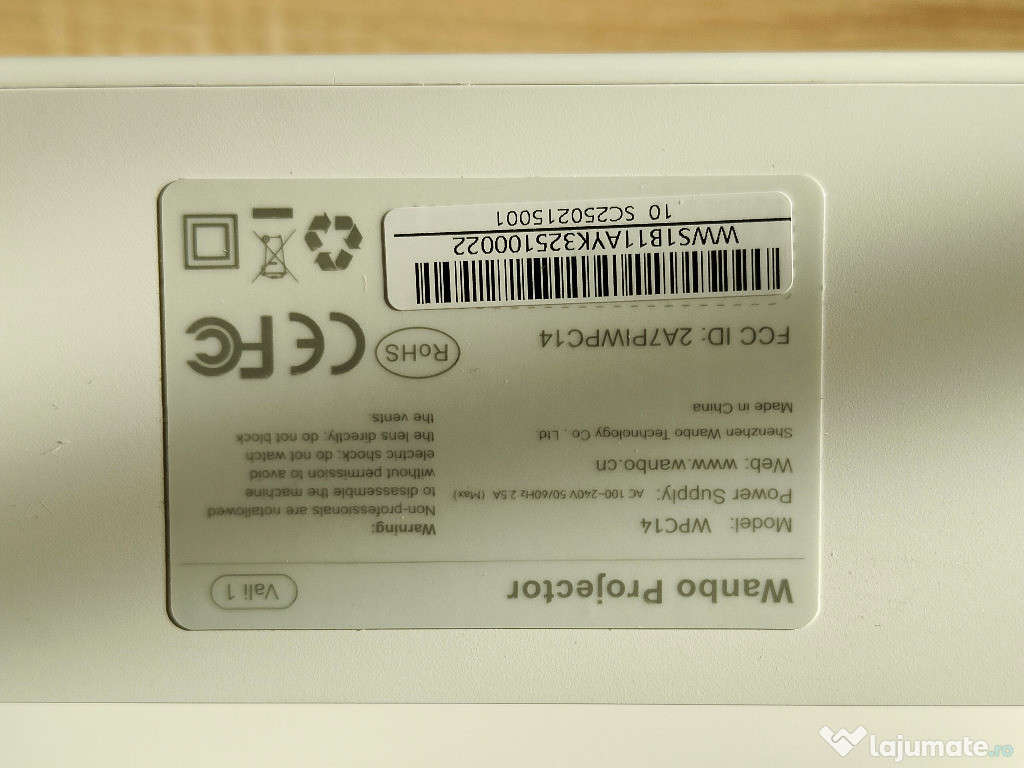 Wanbo Projector
Vali 1
Model: WPC14
Power Supply: AC 100-240V 50/60Hz 2.5A (Max)
Web: www.wanbo.cn
Shenzhen Wanbo Technology Co., Ltd.
Made in China
Warning:
Non-professionals are notallowed
to disassemble the machine
without permission to avoid
electric shock; do not watch
the lens directly; do not block
the vents.
FCC ID: 2A7PIWPC14
RoHS
CE FC
WWS1B11AYK325100022
10 SC250215001
lajumate.ro